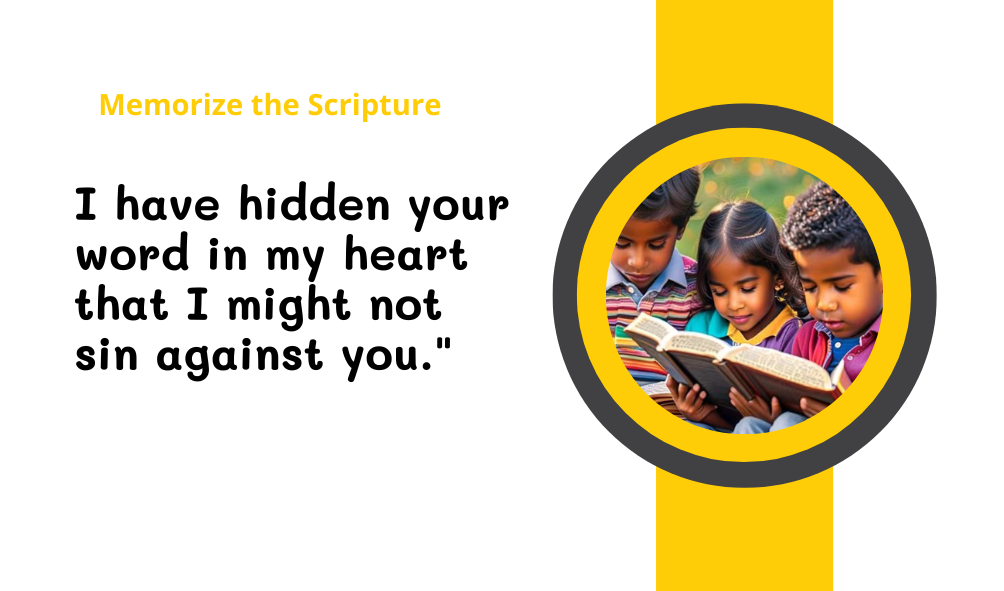 Memorize the Scripture
I have hidden your
word in my heart
that I might not
sin against you."